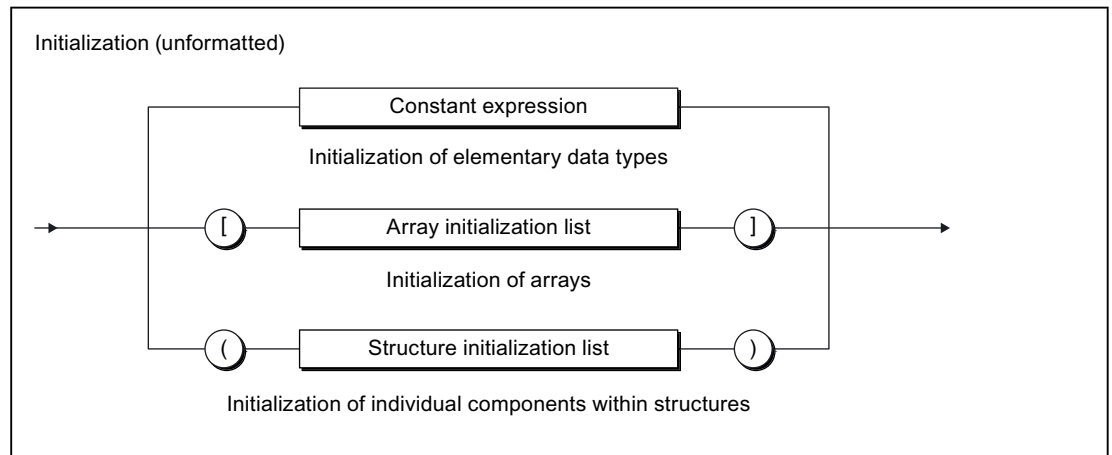 Initialization (unformatted)
Constant expression
Initialization of elementary data types
[ Array initialization list ]
Initialization of arrays
( Structure initialization list )
Initialization of individual components within structures